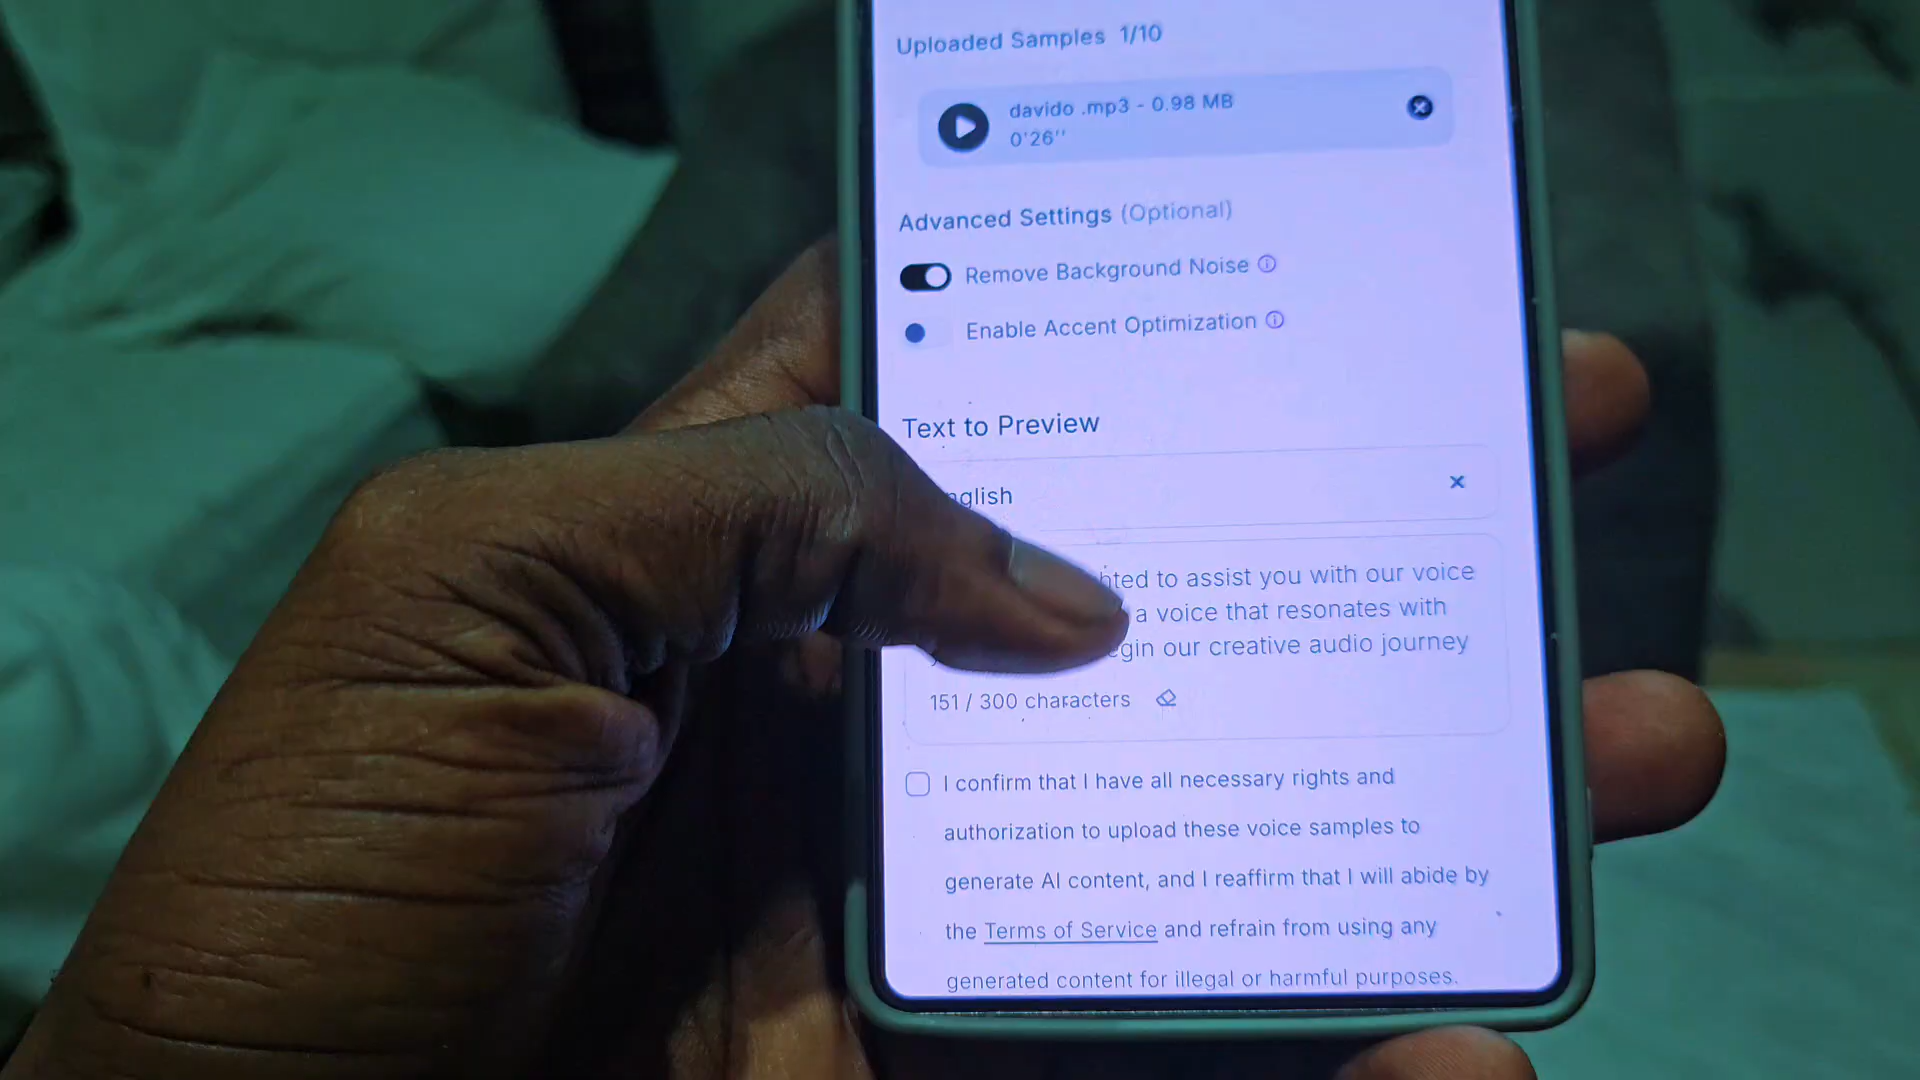 Uploaded Samples 1/10
davido .mp3 - 0.98 MB
0'26''
Advanced Settings (Optional)
Remove Background Noise
Enable Accent Optimization
Text to Preview
to assist you with our voice
a voice that resonates with
our creative audio journey
151 / 300 characters
I confirm that I have all necessary rights and
authorization to upload these voice samples to
generate AI content, and I reaffirm that I will abide by
the Terms of Service and refrain from using any
generated content for illegal or harmful purposes.